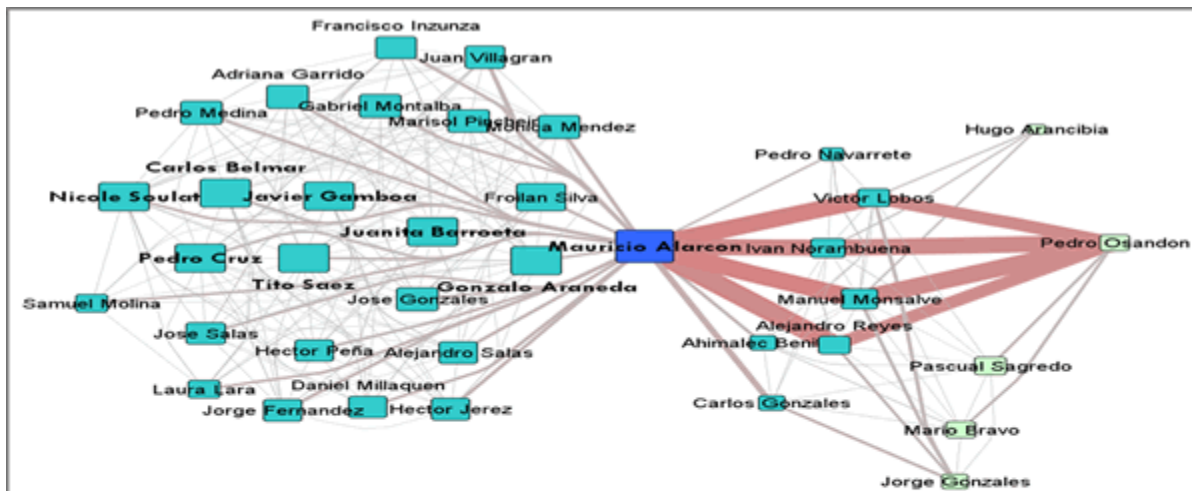 Francisco Inzunza
Juan Villagran
Adriana Garrido
Gabriel Montalba
Pedro Medina
Marisol
Monica Mendez
Hugo Arancibia
Pedro Navarrete
Carlos Belmar
Nicole Soulat
Javier Gamboa
Froilan Silva
Victor Lobos
Juanita Barroeta
Mauricio Alarcon
Ivan Norambuena
Pedro Osandon
Pedro Cruz
Tito Saez
Gonzalo Araneda
Samuel Molina
Jose Gonzales
Manuel Monsalve
Jose Salas
Alejandro Reyes
Hector Peña
Alejandro Salas
Ahimalec Benil
Pascual Sagredo
Laura Lara
Daniel Millaquen
Carlos Gonzales
Jorge Fernandez
Hector Jerez
Mario Bravo
Jorge Gonzales